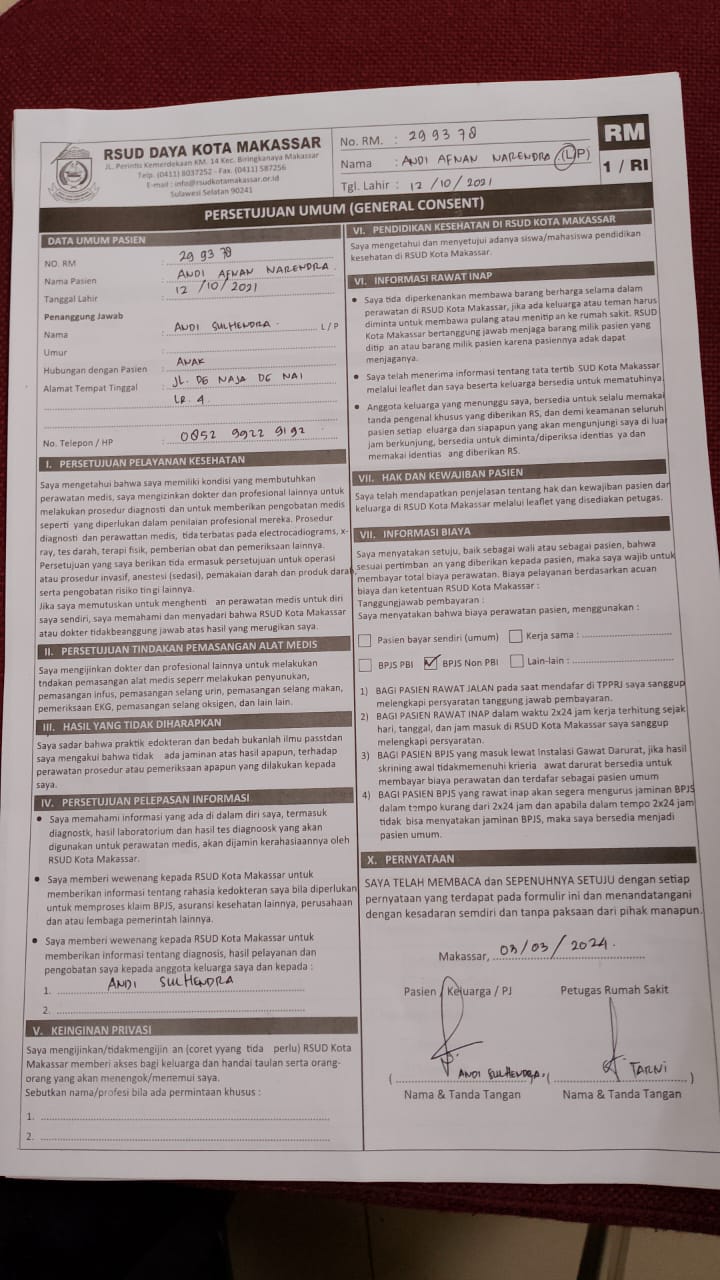 RSUD DAYA KOTA MAKASSAR
JL. Perintis Kemerdekaan KM. 14 Kec. Biringkanaya Makassar
Telp. (0411) 8037252 - Fax. (0411) 587256
E-mail : info@rsudkotamakassar.or.id
Sulawesi Selatan 90241
No. RM. : 29 93 78
Nama : ANDI AFNAN NARENDRA (L/P)
Tgl. Lahir : 12 /10/ 2021
RM
1 / RI
PERSETUJUAN UMUM (GENERAL CONSENT)
DATA UMUM PASIEN
NO. RM : 29 93 78
Nama Pasien : ANDI AFNAN NARENDRA.
Tanggal Lahir : 12 /10/ 2021
Penanggung Jawab
Nama : ANDI SULHENDRA. L / P
Umur :
Hubungan dengan Pasien : ANAK
Alamat Tempat Tinggal : JL. DE NAJA DE NAI
LR. 4.
No. Telepon / HP : 0852 9922 9192
I. PERSETUJUAN PELAYANAN KESEHATAN
Saya mengetahui bahwa saya memiliki kondisi yang membutuhkan
perawatan medis, saya mengizinkan dokter dan profesional lainnya untuk
melakukan prosedur diagnosti dan untuk memberikan pengobatan medis
seperti yang diperlukan dalam penilaian profesional mereka. Prosedur
diagnosti dan perawattan medis, tida terbatas pada electrocardiograms, x-
ray, tes darah, terapi fisik, pemberian obat dan pemeriksaan lainnya.
Persetujuan yang saya berikan tida ermasuk persetujuan untuk operasi
atau prosedur invasif, anestesi (sedasi), pemakaian darah dan produk darah
serta pengobatan risiko tingi lainnya.
Jika saya memutuskan untuk menghenti an perawatan medis untuk diri
saya sendiri, saya memahami dan menyadari bahwa RSUD Kota Makassar
atau dokter tidakbeanggung jawab atas hasil yang merugikan saya.
II. PERSETUJUAN TINDAKAN PEMASANGAN ALAT MEDIS
Saya mengijinkan dokter dan profesional lainnya untuk melakukan
tndakan pemasangan alat medis seperr melakukan penyunukan,
pemasangan infus, pemasangan selang urin, pemasangan selang makan,
pemeriksaan EKG, pemasangan selang oksigen, dan lain lain.
III. HASIL YANG TIDAK DIHARAPKAN
Saya sadar bahwa praktik edokteran dan bedah bukanlah ilmu passtdan
saya mengakui bahwa tidak ada jaminan atas hasil apapun, terhadap
perawatan prosedur atau pemeriksaan apapun yang dilakukan kepada
saya.
IV. PERSETUJUAN PELEPASAN INFORMASI
• Saya memahami informasi yang ada di dalam diri saya, termasuk
diagnostk, hasil laboratorium dan hasil tes diagnoosk yang akan
digunakan untuk perawatan medis, akan dijamin kerahasiaannya oleh
RSUD Kota Makassar.
• Saya memberi wewenang kepada RSUD Kota Makassar untuk
memberikan informasi tentang rahasia kedokteran saya bila diperlukan
untuk memproses klaim BPJS, asuransi kesehatan lainnya, perusahaan
dan atau lembaga pemerintah lainnya.
• Saya memberi wewenang kepada RSUD Kota Makassar untuk
memberikan informasi tentang diagnosis, hasil pelayanan dan
pengobatan saya kepada anggota keluarga saya dan kepada :
1. ANDI SULHENDRA
2.
V. KEINGINAN PRIVASI
Saya mengijinkan/tidakmengijin an (coret yyang tida perlu) RSUD Kota
Makassar memberi akses bagi keluarga dan handai taulan serta orang-
orang yang akan menengok/menemui saya.
Sebutkan nama/profesi bila ada permintaan khusus :
1.
2.
VI. PENDIDIKAN KESEHATAN DI RSUD KOTA MAKASSAR
Saya mengetahui dan menyetujui adanya siswa/mahasiswa pendidikan
kesehatan di RSUD Kota Makassar.
VI. INFORMASI RAWAT INAP
• Saya tida diperkenankan membawa barang berharga selama dalam
perawatan di RSUD Kota Makassar, jika ada keluarga atau teman harus
diminta untuk membawa pulang atau menitip an ke rumah sakit. RSUD
Kota Makassar bertanggung jawab menjaga barang milik pasien yang
ditip an atau barang milik pasien karena pasiennya adak dapat
menjaganya.
• Saya telah menerima informasi tentang tata tertib SUD Kota Makassar
melalui leaflet dan saya beserta keluarga bersedia untuk mematuhinya.
• Anggota keluarga yang menunggu saya, bersedia untuk selalu memakai
tanda pengenal khusus yang diberikan RS, dan demi keamanan seluruh
pasien setiap eluarga dan siapapun yang akan mengunjungi saya di luar
jam berkunjung, bersedia untuk diminta/diperiksa identias ya dan
memakai identias ang diberikan RS.
VII. HAK DAN KEWAJIBAN PASIEN
Saya telah mendapatkan penjelasan tentang hak dan kewajiban pasien dan
keluarga di RSUD Kota Makassar melalui leaflet yang disediakan petugas.
VII. INFORMASI BIAYA
Saya menyatakan setuju, baik sebagai wali atau sebagai pasien, bahwa
sesuai pertimban an yang diberikan kepada pasien, maka saya wajib untuk
membayar total biaya perawatan. Biaya pelayanan berdasarkan acuan
biaya dan ketentuan RSUD Kota Makassar :
Tanggungjawab pembayaran :
Saya menyatakan bahwa biaya perawatan pasien, menggunakan :
Pasien bayar sendiri (umum) Kerja sama :
BPJS PBI BPJS Non PBI Lain-lain :
1) BAGI PASIEN RAWAT JALAN pada saat mendafar di TPPRJ saya sanggup
melengkapi persyaratan tanggung jawab pembayaran.
2) BAGI PASIEN RAWAT INAP dalam waktu 2x24 jam kerja terhitung sejak
hari, tanggal, dan jam masuk di RSUD Kota Makassar saya sanggup
melengkapi persyaratan.
3) BAGI PASIEN BPJS yang masuk lewat Instalasi Gawat Darurat, jika hasil
skrining awal tidakmemenuhi krieria awat darurat bersedia untuk
membayar biaya perawatan dan terdafar sebagai pasien umum
4) BAGI PASIEN BPJS yang rawat inap akan segera mengurus jaminan BPJS
dalam tempo kurang dari 2x24 jam dan apabila dalam tempo 2x24 jam
tidak bisa menyatakan jaminan BPJS, maka saya bersedia menjadi
pasien umum.
X. PERNYATAAN
SAYA TELAH MEMBACA dan SEPENUHNYA SETUJU dengan setiap
pernyataan yang terdapat pada formulir ini dan menandatangani
dengan kesadaran semdiri dan tanpa paksaan dari pihak manapun.
Makassar, 03/03/2024.
Pasien / Keluarga / PJ Petugas Rumah Sakit
( ANDI SULHENDRA. ( TARNI )
Nama & Tanda Tangan Nama & Tanda Tangan